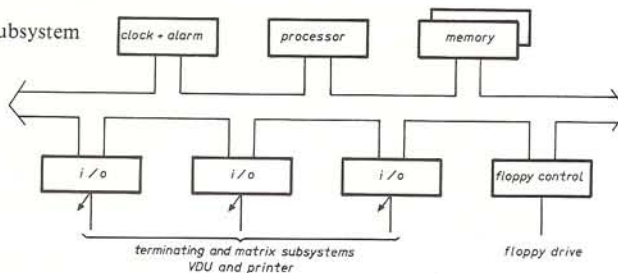 ubsystem
clock + alarm
processor
memory
i/o
i/o
i/o
floppy control
terminating and matrix subsystems
VDU and printer
floppy drive